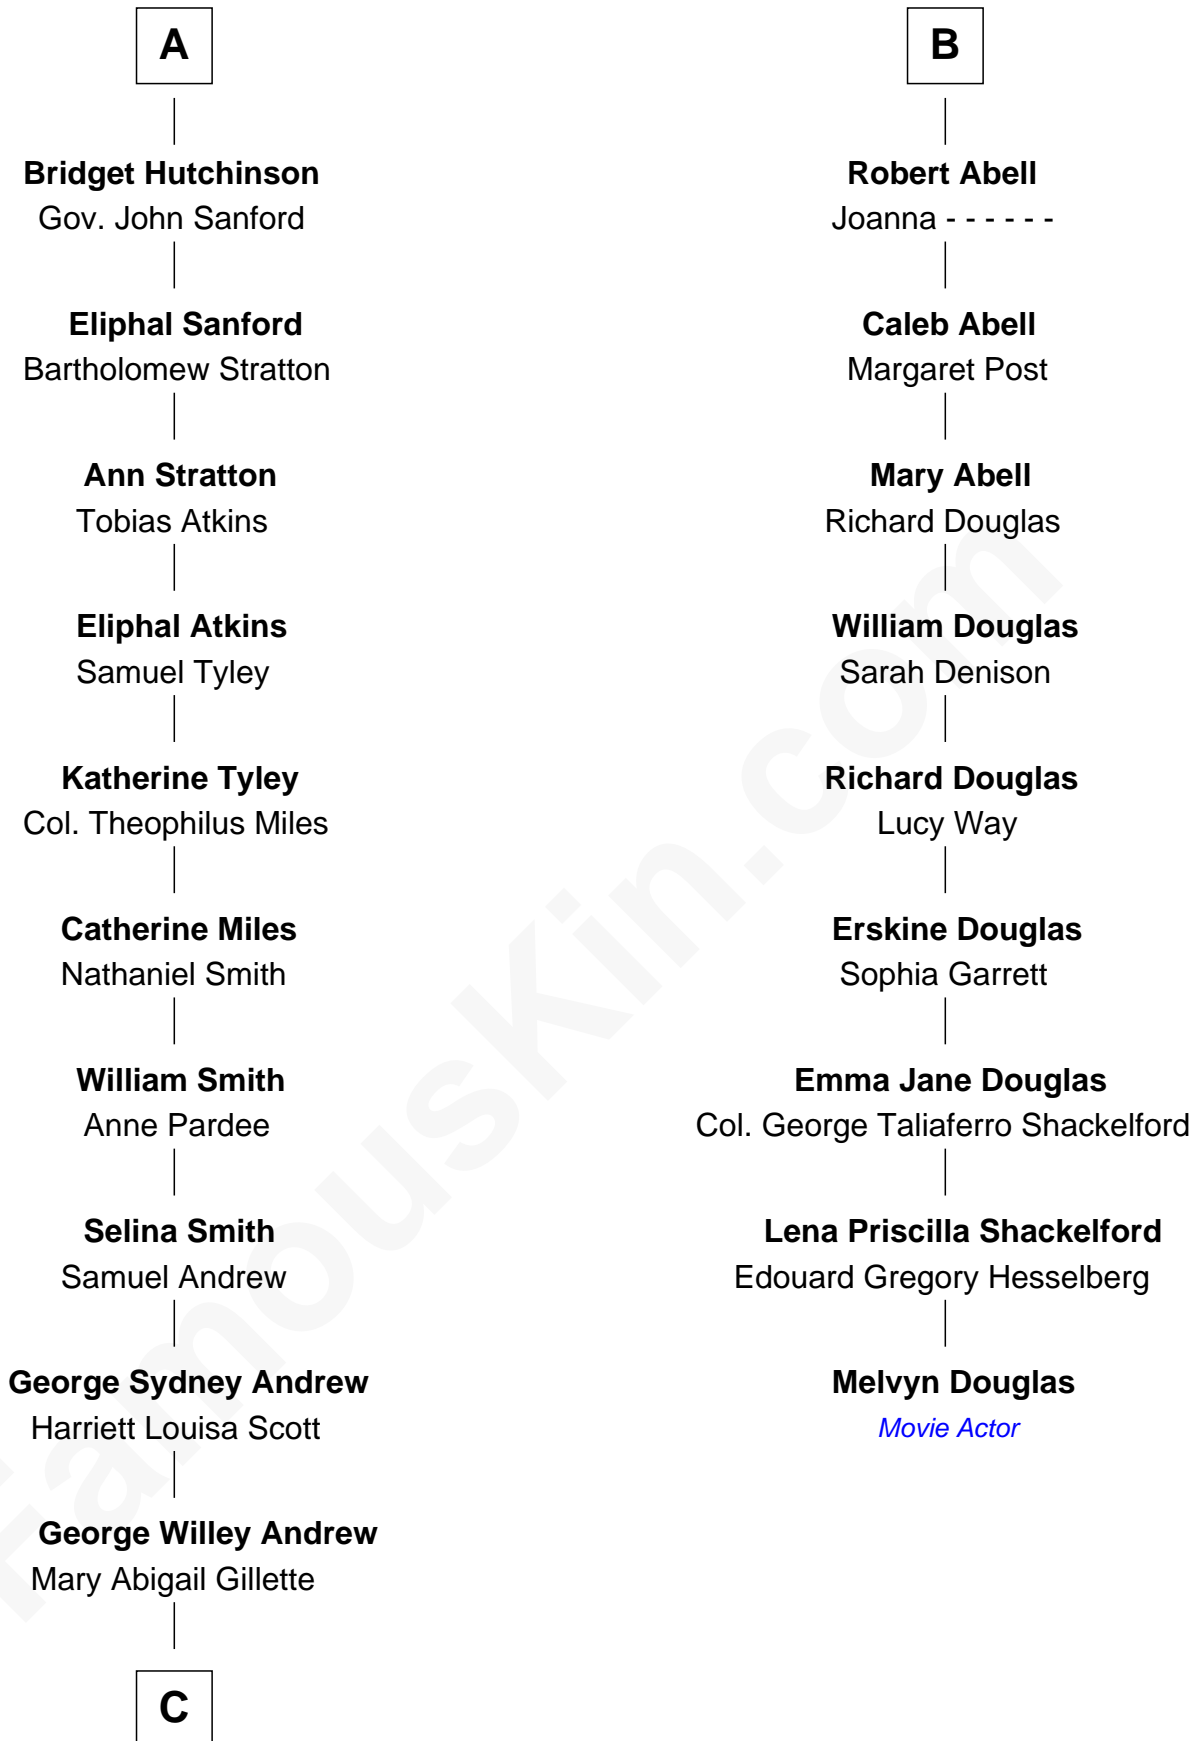 A
Bridget Hutchinson
Gov. John Sanford
Eliphal Sanford
Bartholomew Stratton
Ann Stratton
Tobias Atkins
Eliphal Atkins
Samuel Tyley
Katherine Tyley
Col. Theophilus Miles
Catherine Miles
Nathaniel Smith
William Smith
Anne Pardee
Selina Smith
Samuel Andrew
George Sydney Andrew
Harriett Louisa Scott
George Willey Andrew
Mary Abigail Gillette
C
B
Robert Abell
Joanna - - - - - -
Caleb Abell
Margaret Post
Mary Abell
Richard Douglas
William Douglas
Sarah Denison
Richard Douglas
Lucy Way
Erskine Douglas
Sophia Garrett
Emma Jane Douglas
Col. George Taliaferro Shackelford
Lena Priscilla Shackelford
Edouard Gregory Hesselberg
Melvyn Douglas
Movie Actor
FamousKin.com